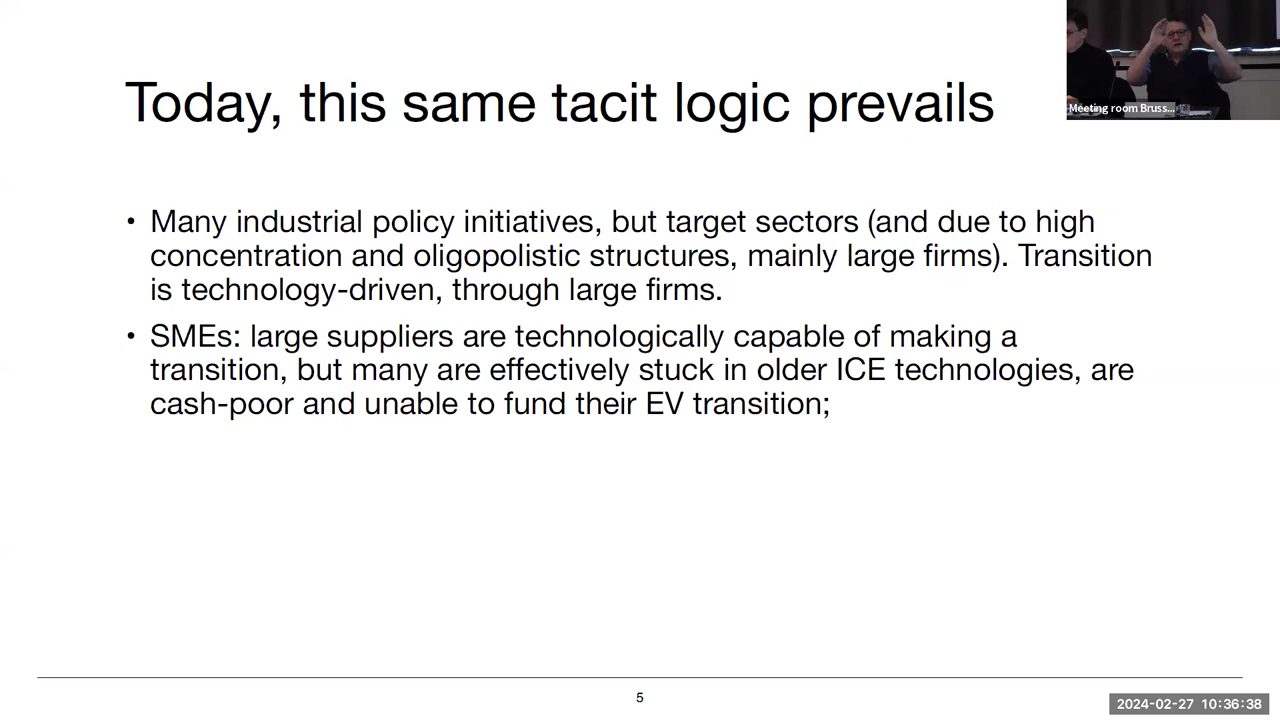 Today, this same tacit logic prevails
Meeting room Bruss...
• Many industrial policy initiatives, but target sectors (and due to high
concentration and oligopolistic structures, mainly large firms). Transition
is technology-driven, through large firms.
• SMEs: large suppliers are technologically capable of making a
transition, but many are effectively stuck in older ICE technologies, are
cash-poor and unable to fund their EV transition;
5
2024-02-27 10:36:38